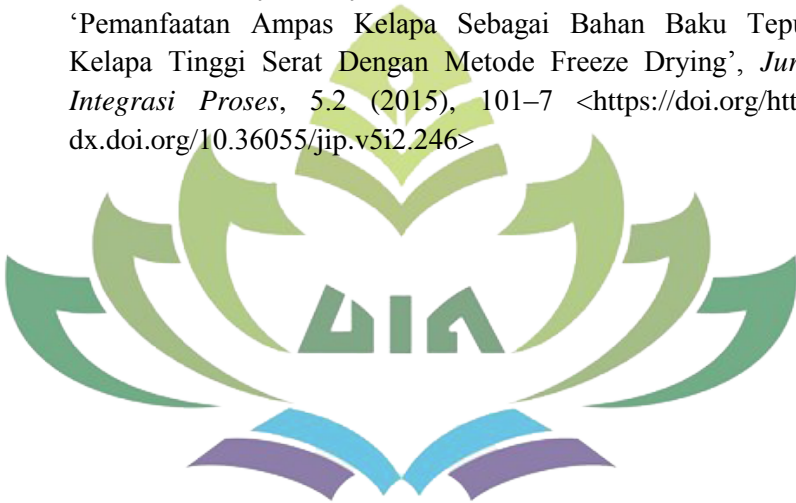 ‘Pemanfaatan Ampas Kelapa Sebagai Bahan Baku Tepu
Kelapa Tinggi Serat Dengan Metode Freeze Drying’, Jur
Integrasi Proses, 5.2 (2015), 101–7 <https://doi.org/htt
dx.doi.org/10.36055/jip.v5i2.246>
UIN